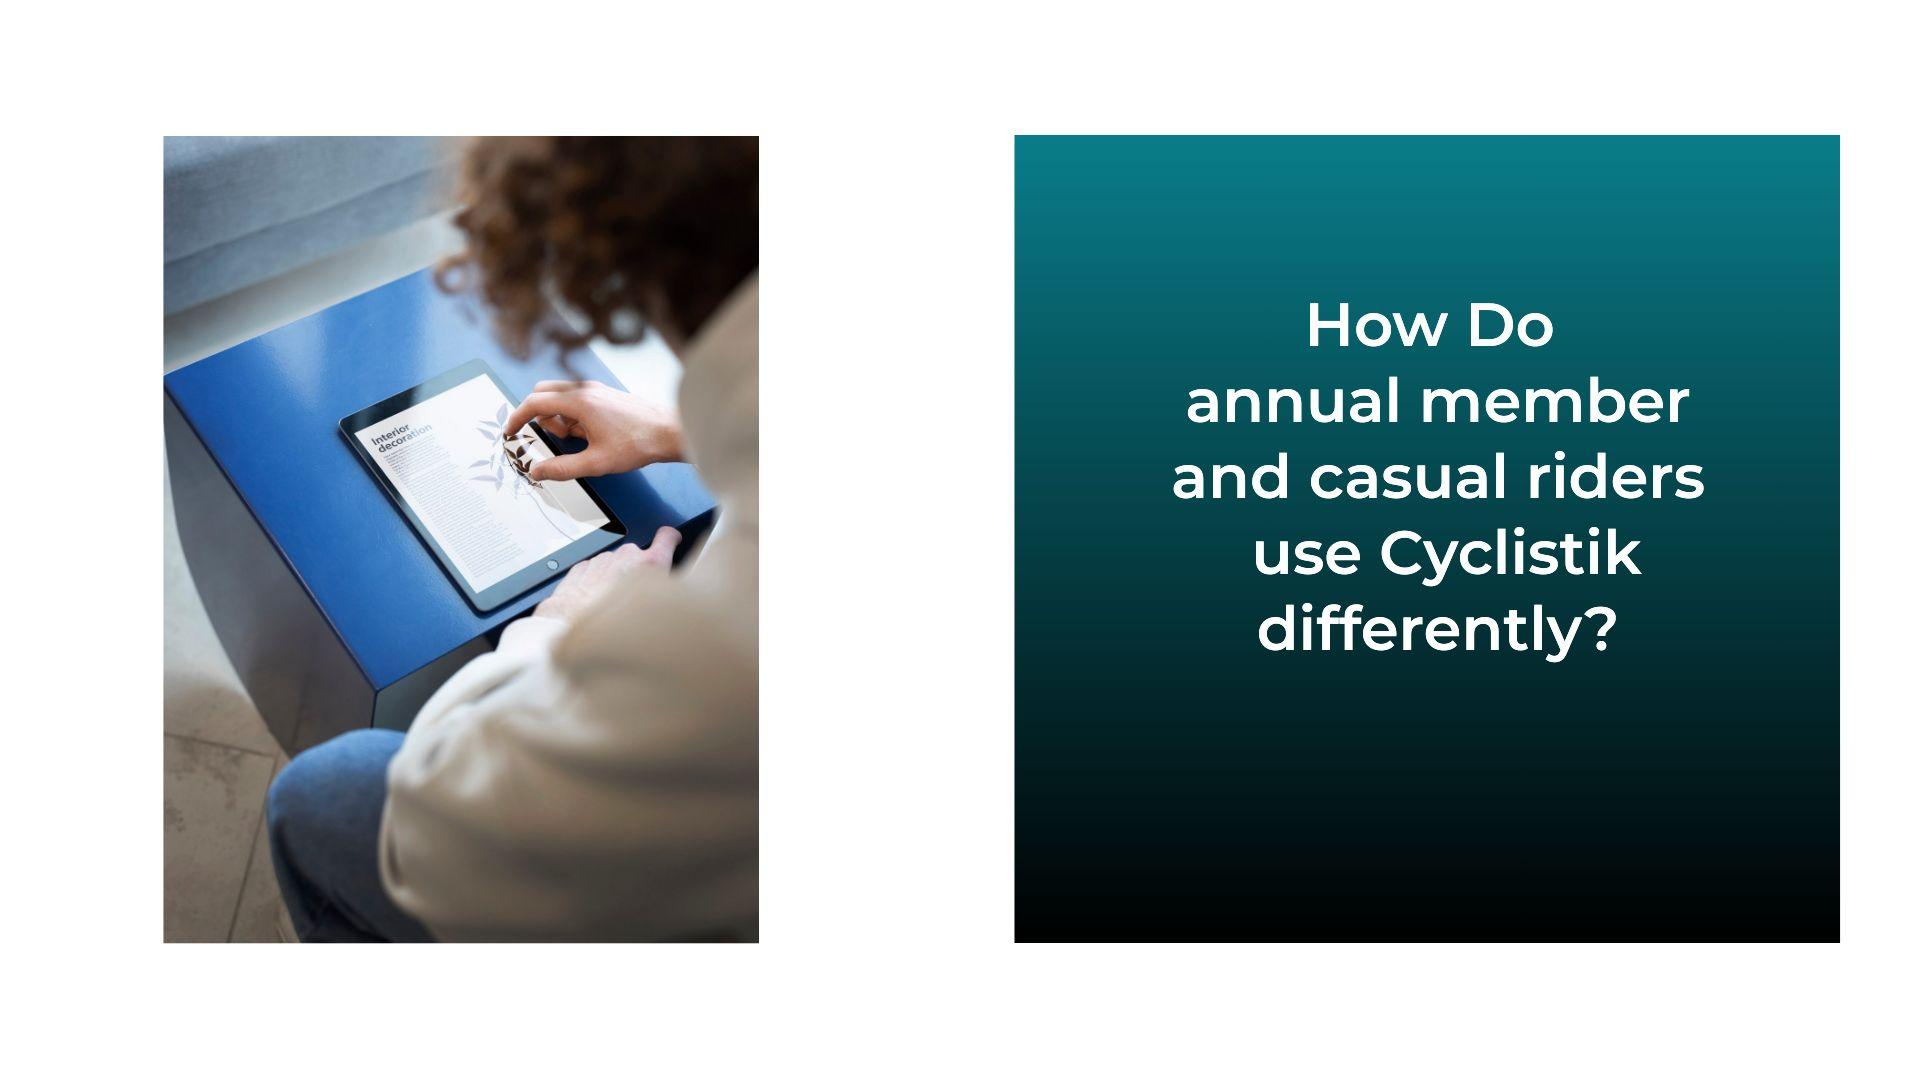 Interior
decoration
How Do
annual member
and casual riders
use Cyclistik
differently?